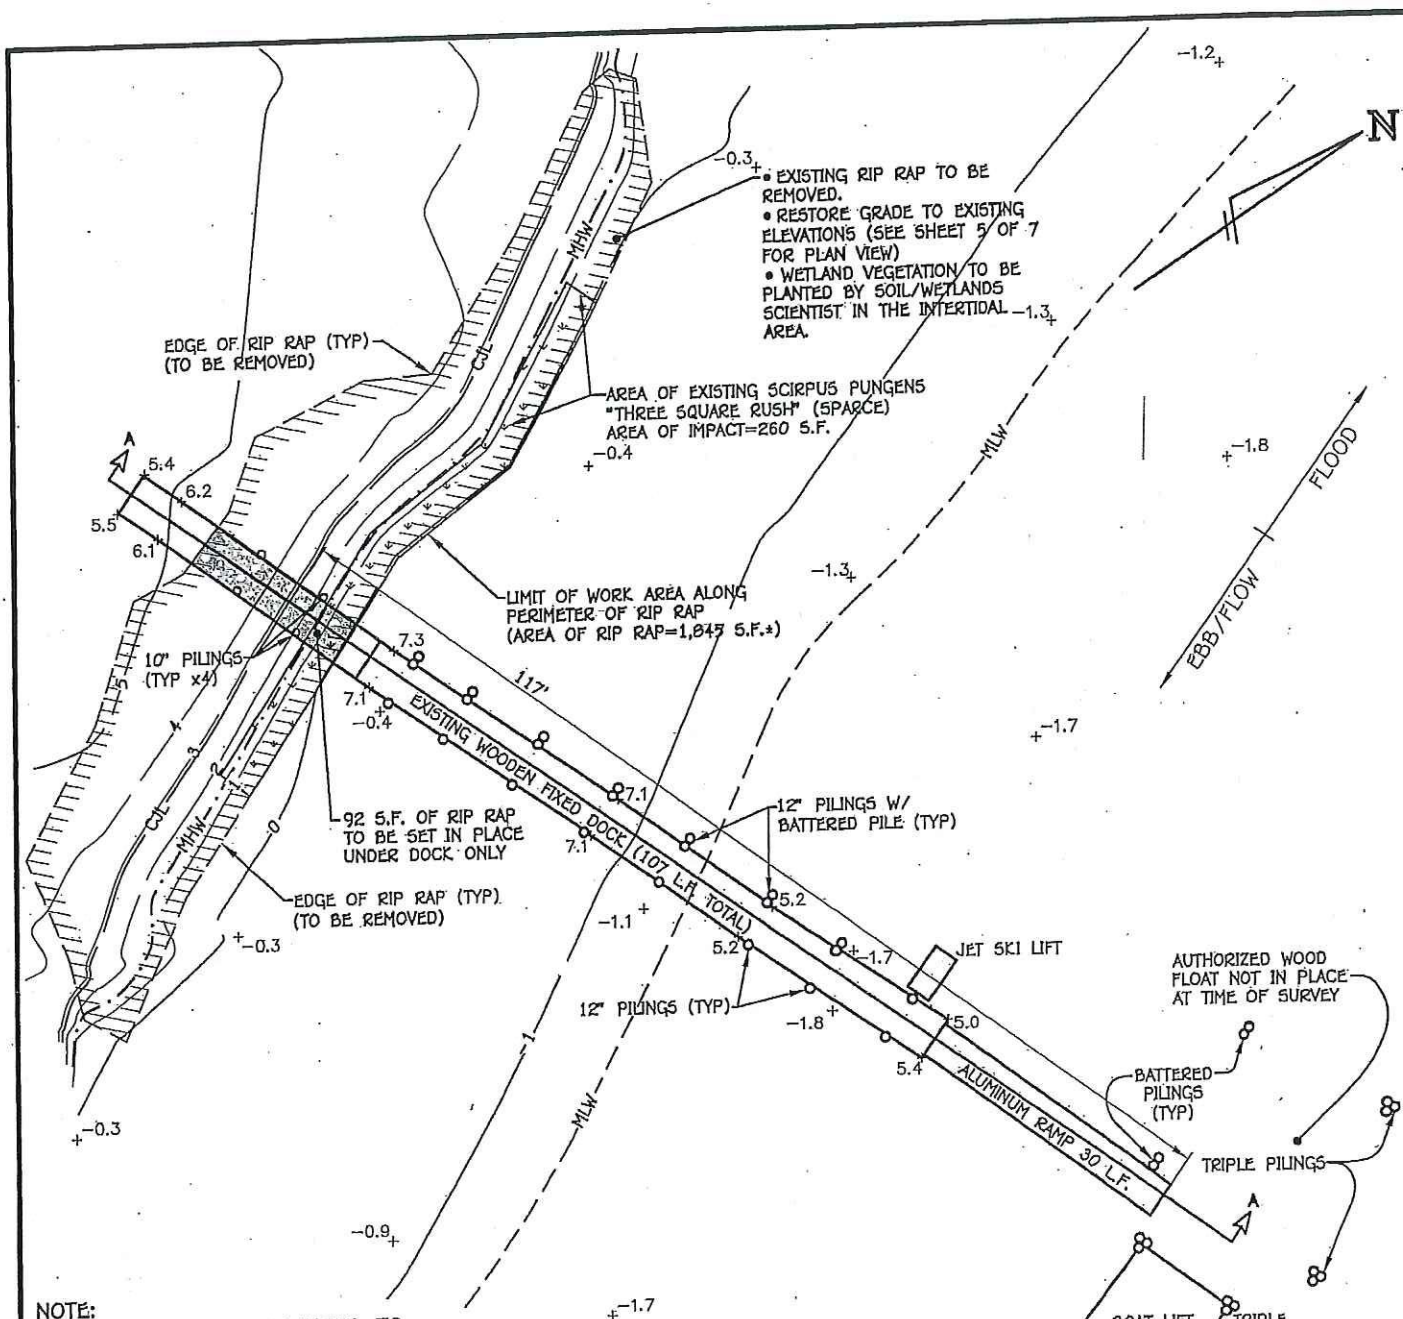 -1.2
N
-0.3
• EXISTING RIP RAP TO BE
REMOVED.
• RESTORE GRADE TO EXISTING
ELEVATIONS (SEE SHEET 5 OF 7
FOR PLAN VIEW)
• WETLAND VEGETATION TO BE
PLANTED BY SOIL/WETLANDS
SCIENTIST IN THE INTERTIDAL
AREA.
-1.3
MHW
EDGE OF RIP RAP (TYP)
(TO BE REMOVED)
CJL
AREA OF EXISTING SCIRPUS PUNGENS
"THREE SQUARE RUSH" (SPARCE)
AREA OF IMPACT=260 S.F.
-0.4
MLW
-1.8
FLOOD
EBB/FLOW
A
5.4
6.2
5.5
6.1
-1.3
LIMIT OF WORK AREA ALONG
PERIMETER OF RIP RAP
(AREA OF RIP RAP=1,845 S.F.±)
10" PILINGS
(TYP x4)
7.3
117'
7.1
-0.4
EXISTING WOODEN FIXED DOCK (107 L.F. TOTAL)
-1.7
5
4
3
2
1
0
CJL
MHW
7.1
12" PILINGS W/
BATTERED PILE (TYP)
92 S.F. OF RIP RAP
TO BE SET IN PLACE
UNDER DOCK ONLY
7.1
EDGE OF RIP RAP (TYP)
(TO BE REMOVED)
-0.3
-1.1
5.2
5.2
-1.7
JET SKI LIFT
AUTHORIZED WOOD
FLOAT NOT IN PLACE
AT TIME OF SURVEY
12" PILINGS (TYP)
-1.8
5.0
5.4
-1
BATTERED
PILINGS
(TYP)
ALUMINUM RAMP 30 L.F.
MLW
-0.3
TRIPLE PILINGS
A
-0.9
NOTE:
-1.7